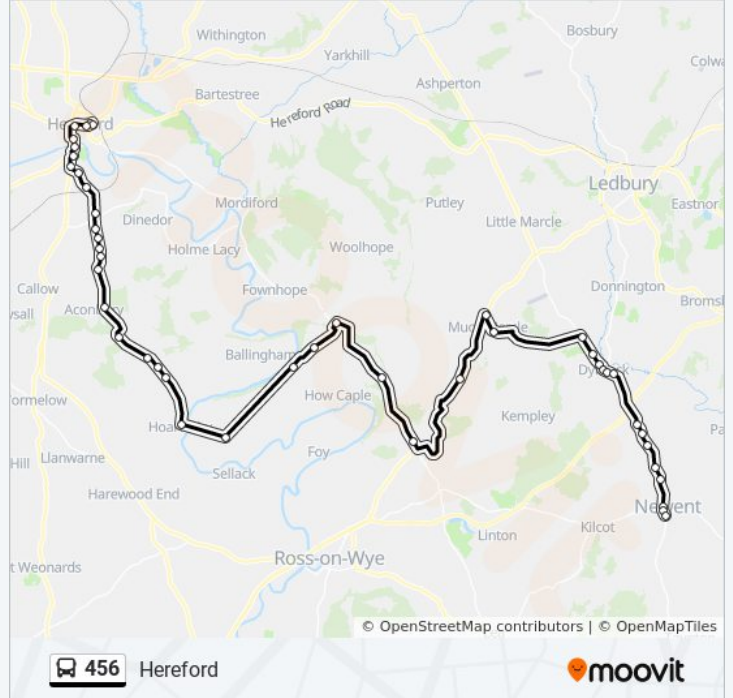 Withington
Bosbury
Yarkhill
Colwa
Ashperton
Bartestree
Hereford Road
Ledbury
Eastnor
Mordiford
Putley
Dinedor
Little Marcle
Holme Lacy
Woolhope
Callow
Fownhope
Donnington
Bromsl
Ballingham
How Caple
Kempley
Hill
Llanwarne
Foy
Sellack
Harewood End
Newent
Linton
Kilcot
Ross-on-Wye
t Weonards
© OpenStreetMap contributors | © OpenMapTiles
456 Hereford
moovit